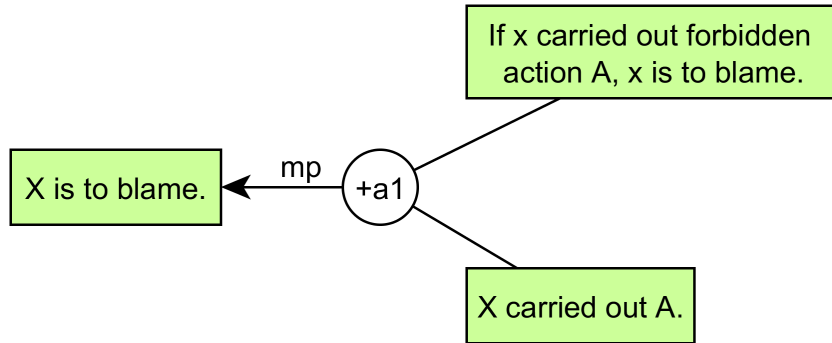 If x carried out forbidden
action A, x is to blame.
mp
X is to blame.
+a1
X carried out A.